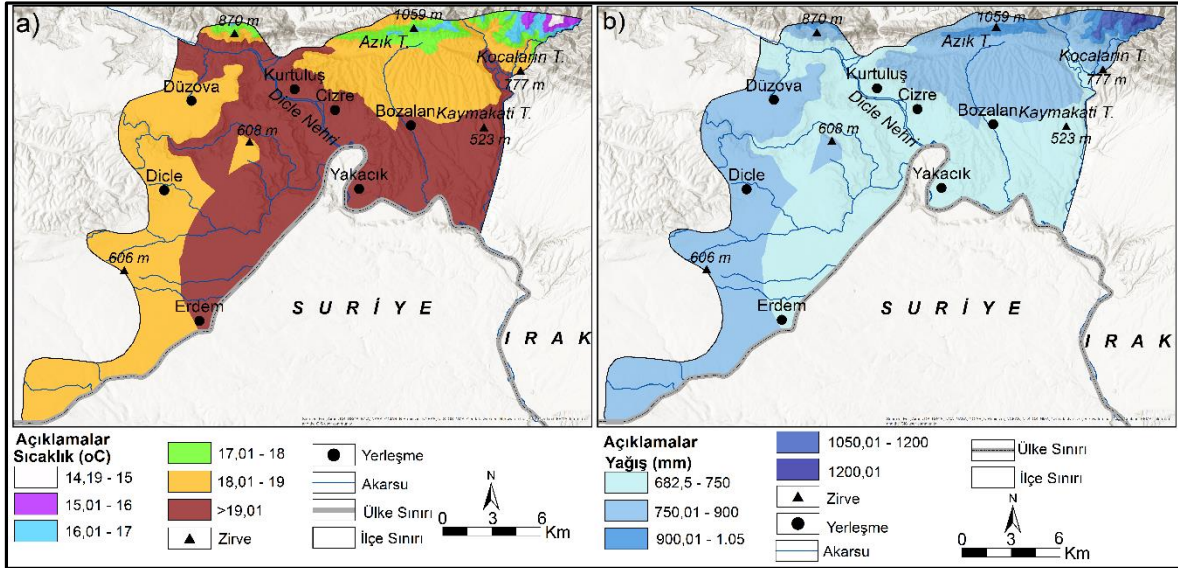 a)
870 m
1059 m
Azık T.
Kocaların T.
777 m
Kurtuluş
Düzova
Cizre
Dicle Nehri
Bozalan
Kaymakati T.
523 m
608 m
Dicle
Yakacık
606 m
Erdem
S U R İ Y E
I R A K
Açıklamalar
Sıcaklık (oC)
14,19 - 15
15,01 - 16
16,01 - 17
17,01 - 18
18,01 - 19
>19,01
Zirve
Yerleşme
Akarsu
Ülke Sınırı
İlçe Sınırı
N
0 3 6
Km
b)
870 m
1059 m
Azık T.
Kocaların T.
777 m
Kurtuluş
Düzova
Cizre
Dicle Nehri
Bozalan
Kaymakati T.
523 m
608 m
Dicle
Yakacık
606 m
Erdem
S U R İ Y E
I R A K
Açıklamalar
Yağış (mm)
682,5 - 750
750,01 - 900
900,01 - 1.05
1050,01 - 1200
1200,01
Zirve
Yerleşme
Akarsu
Ülke Sınırı
İlçe Sınırı
N
0 3 6
Km